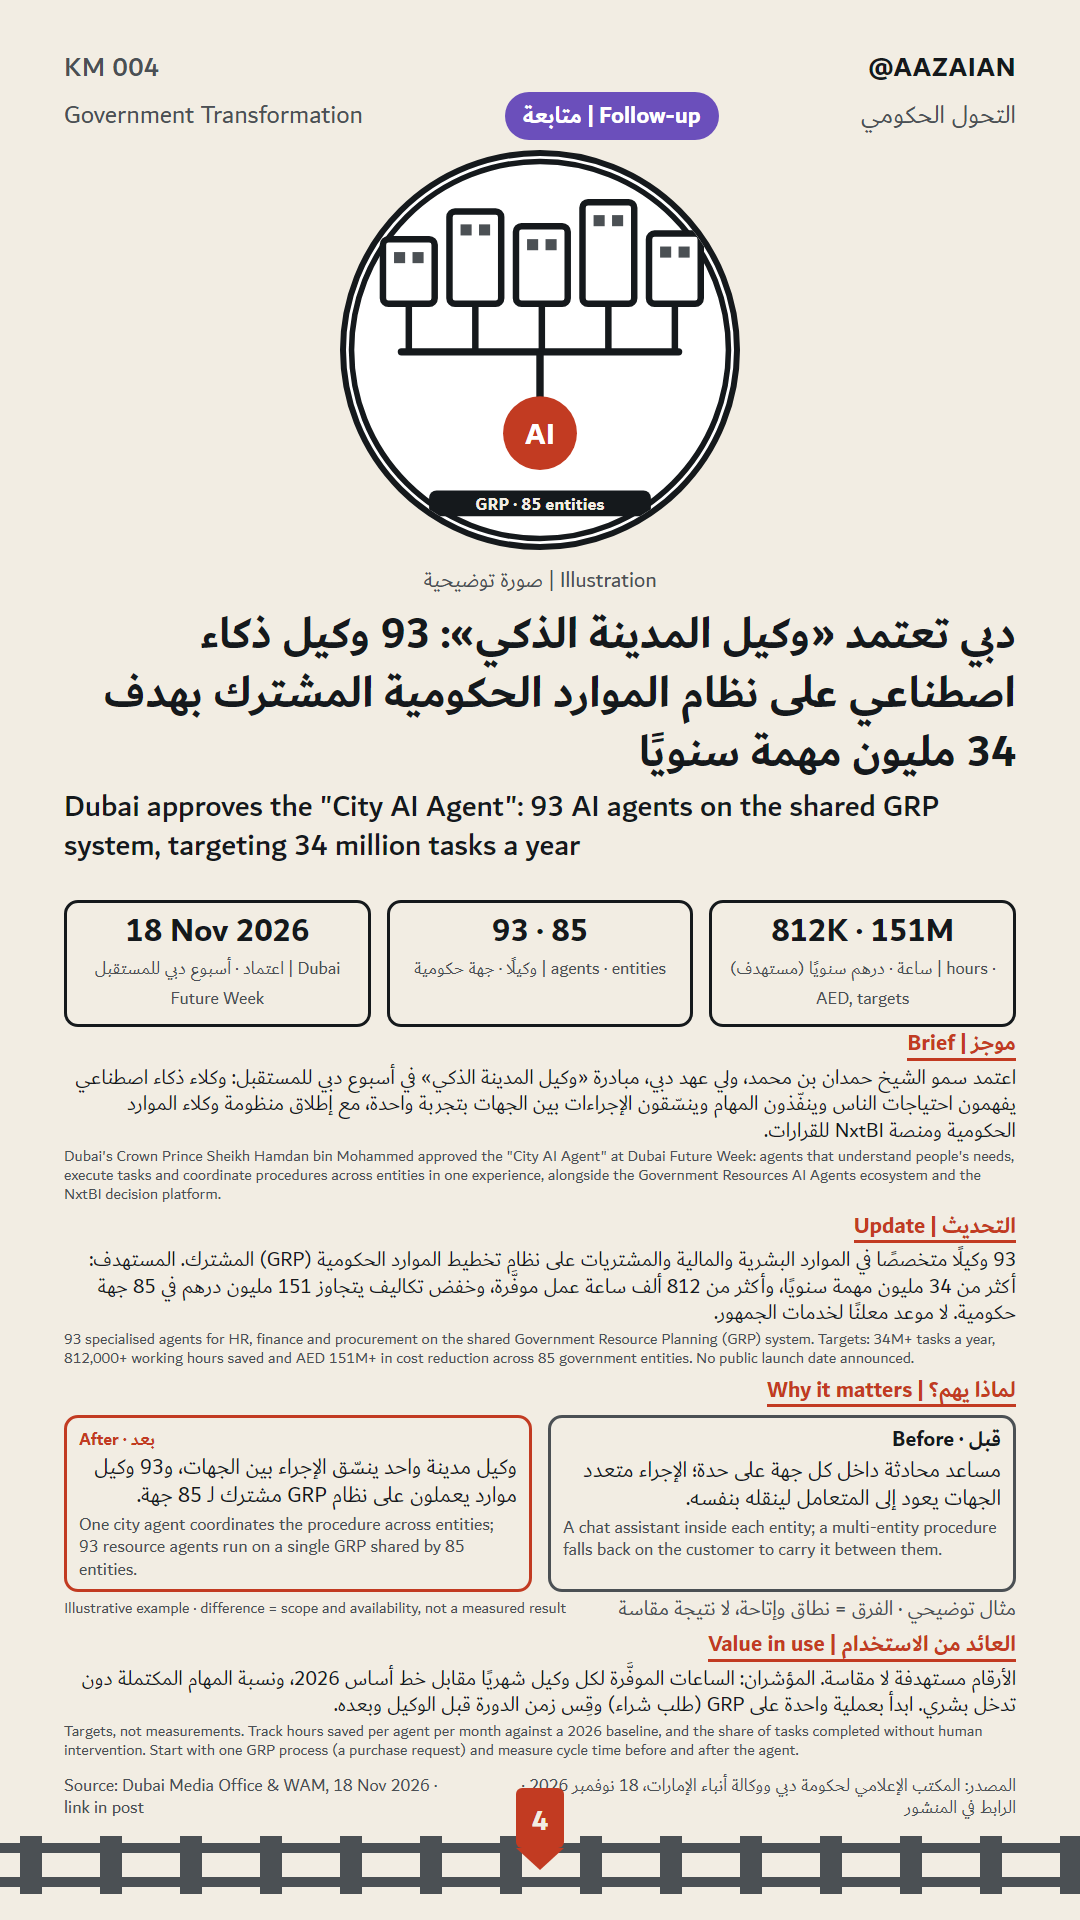 KM 004
@AAZAIAN
Government Transformation
متابعة | Follow-up
التحول الحكومي
AI
GRP · 85 entities
صورة توضيحية | Illustration
دبي تعتمد «وكيل المدينة الذكي»: 93 وكيل ذكاء
اصطناعي على نظام الموارد الحكومية المشترك بهدف
34 مليون مهمة سنويًا
Dubai approves the "City AI Agent": 93 AI agents on the shared GRP
system, targeting 34 million tasks a year
18 Nov 2026
اعتماد · أسبوع دبي للمستقبل | Dubai
Future Week
93 · 85
وكيلًا · جهة حكومية | agents · entities
812K · 151M
ساعة · درهم سنويًا (مستهدف) | hours ·
AED, targets
موجز | Brief
اعتمد سمو الشيخ حمدان بن محمد، ولي عهد دبي، مبادرة «وكيل المدينة الذكي» في أسبوع دبي للمستقبل: وكلاء ذكاء اصطناعي
يفهمون احتياجات الناس وينفّذون المهام وينسّقون الإجراءات بين الجهات بتجربة واحدة، مع إطلاق منظومة وكلاء الموارد
الحكومية ومنصة NxtBI للقرارات.
Dubai's Crown Prince Sheikh Hamdan bin Mohammed approved the "City AI Agent" at Dubai Future Week: agents that understand people's needs,
execute tasks and coordinate procedures across entities in one experience, alongside the Government Resources AI Agents ecosystem and the
NxtBI decision platform.
التحديث | Update
93 وكيلًا متخصصًا في الموارد البشرية والمالية والمشتريات على نظام تخطيط الموارد الحكومية (GRP) المشترك. المستهدف:
أكثر من 34 مليون مهمة سنويًا، وأكثر من 812 ألف ساعة عمل موفَّرة، وخفض تكاليف يتجاوز 151 مليون درهم في 85 جهة
حكومية. لا موعد معلنًا لخدمات الجمهور.
93 specialised agents for HR, finance and procurement on the shared Government Resource Planning (GRP) system. Targets: 34M+ tasks a year,
812,000+ working hours saved and AED 151M+ in cost reduction across 85 government entities. No public launch date announced.
لماذا يهم؟ | Why it matters
قبل · Before
مساعد محادثة داخل كل جهة على حدة؛ الإجراء متعدد
الجهات يعود إلى المتعامل لينقله بنفسه.
A chat assistant inside each entity; a multi-entity procedure
falls back on the customer to carry it between them.
بعد · After
وكيل مدينة واحد ينسّق الإجراء بين الجهات، و93 وكيل
موارد يعملون على نظام GRP مشترك لـ 85 جهة.
One city agent coordinates the procedure across entities;
93 resource agents run on a single GRP shared by 85
entities.
مثال توضيحي · الفرق = نطاق وإتاحة، لا نتيجة مقاسة
Illustrative example · difference = scope and availability, not a measured result
العائد من الاستخدام | Value in use
الأرقام مستهدفة لا مقاسة. المؤشران: الساعات الموفَّرة لكل وكيل شهريًا مقابل خط أساس 2026، ونسبة المهام المكتملة دون
تدخل بشري. ابدأ بعملية واحدة على GRP (طلب شراء) وقِس زمن الدورة قبل الوكيل وبعده.
Targets, not measurements. Track hours saved per agent per month against a 2026 baseline, and the share of tasks completed without human
intervention. Start with one GRP process (a purchase request) and measure cycle time before and after the agent.
المصدر: المكتب الإعلامي لحكومة دبي ووكالة أنباء الإمارات، 18 نوفمبر 2026 ·
الرابط في المنشور
Source: Dubai Media Office & WAM, 18 Nov 2026 ·
link in post
4